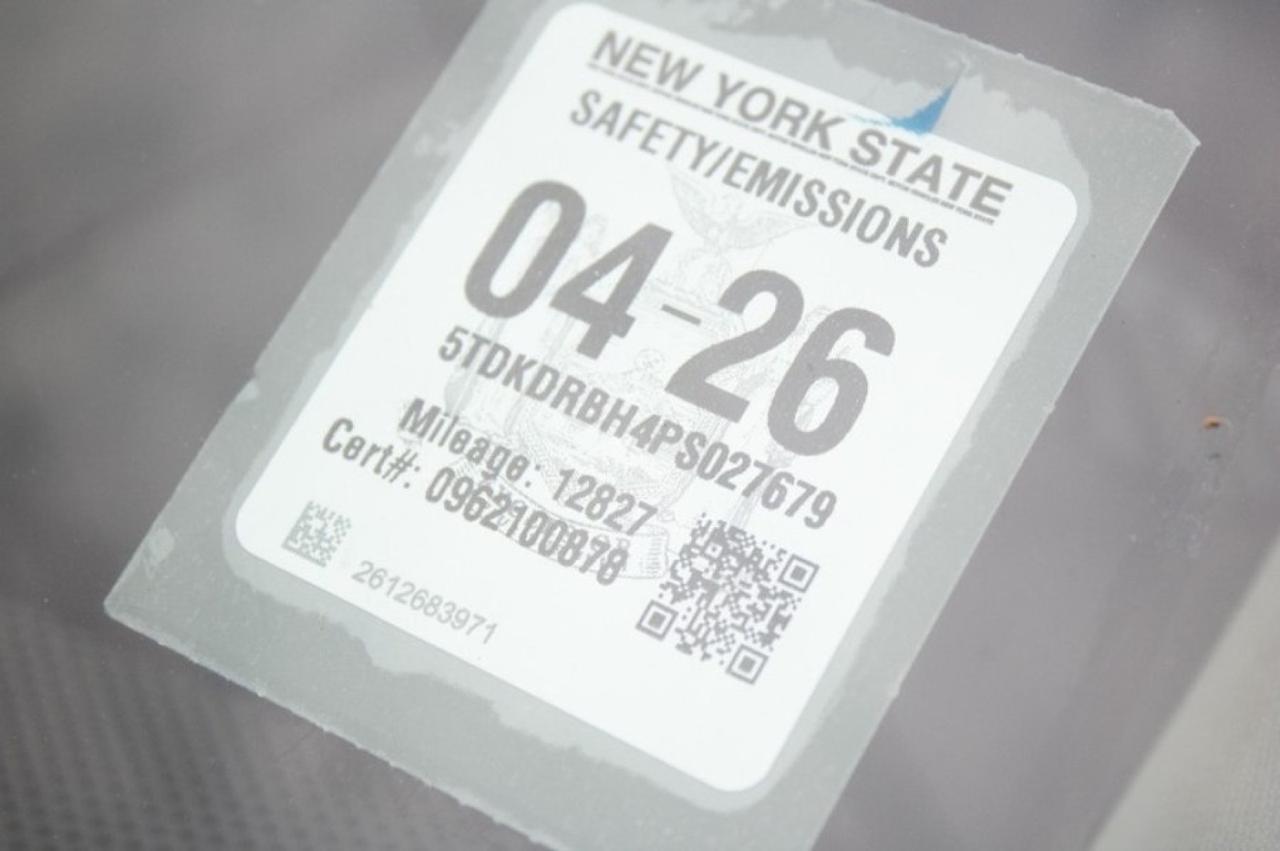 NEW YORK STATE
SAFETY/EMISSIONS
04-26
5TDKDRBH4PS027679
Mileage: 12827
Cert#: 0962100878
2612683971